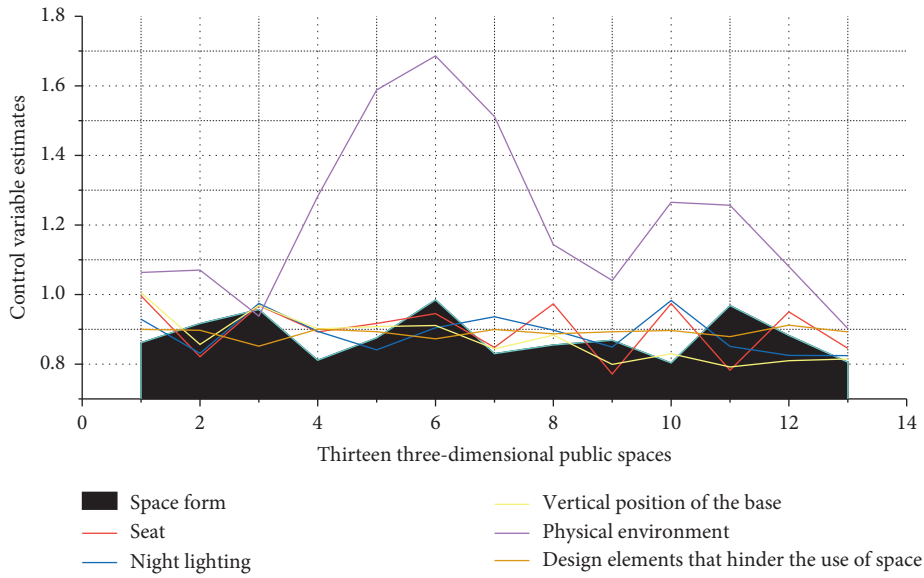 1.8
1.6
1.4
1.2
1.0
0.8
Control variable estimates
0 2 4 6 8 10 12 14
Thirteen three-dimensional public spaces
Space form
Seat
Night lighting
Vertical position of the base
Physical environment
Design elements that hinder the use of space